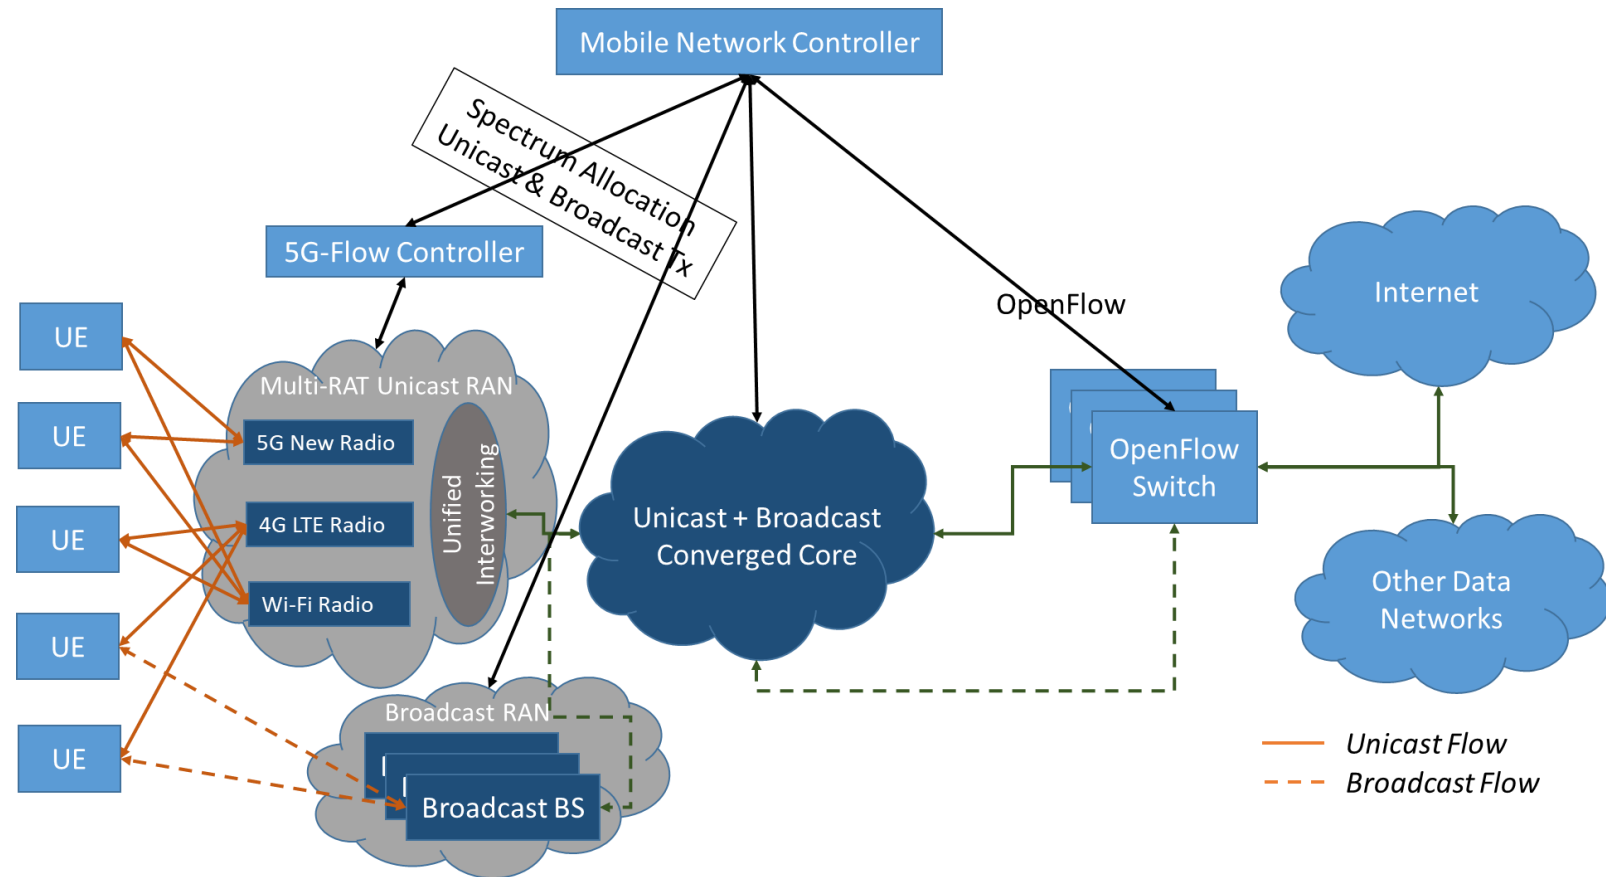 Mobile Network Controller
Spectrum Allocation
Unicast & Broadcast Tx
5G-Flow Controller
OpenFlow
Internet
UE
UE
UE
UE
UE
Multi-RAT Unicast RAN
5G New Radio
4G LTE Radio
Wi-Fi Radio
Unified
Interworking
Unicast + Broadcast
Converged Core
OpenFlow
Switch
Other Data
Networks
Broadcast RAN
Broadcast BS
Unicast Flow
Broadcast Flow